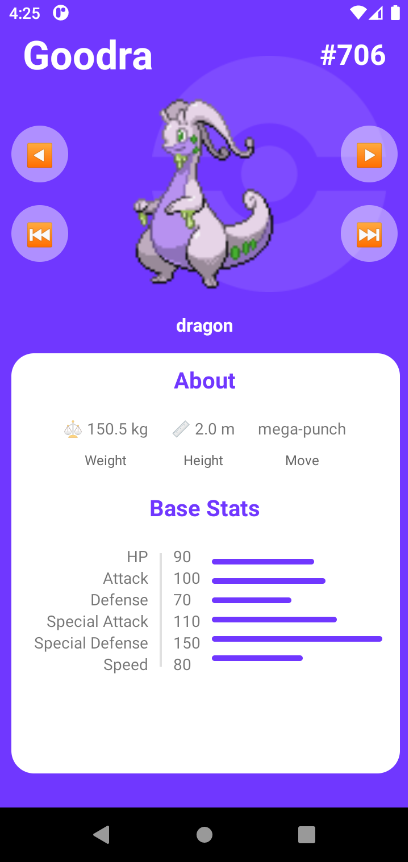 4:25
Goodra
#706
dragon
About
150.5 kg
2.0 m
mega-punch
Weight
Height
Move
Base Stats
HP 90
Attack 100
Defense 70
Special Attack 110
Special Defense 150
Speed 80